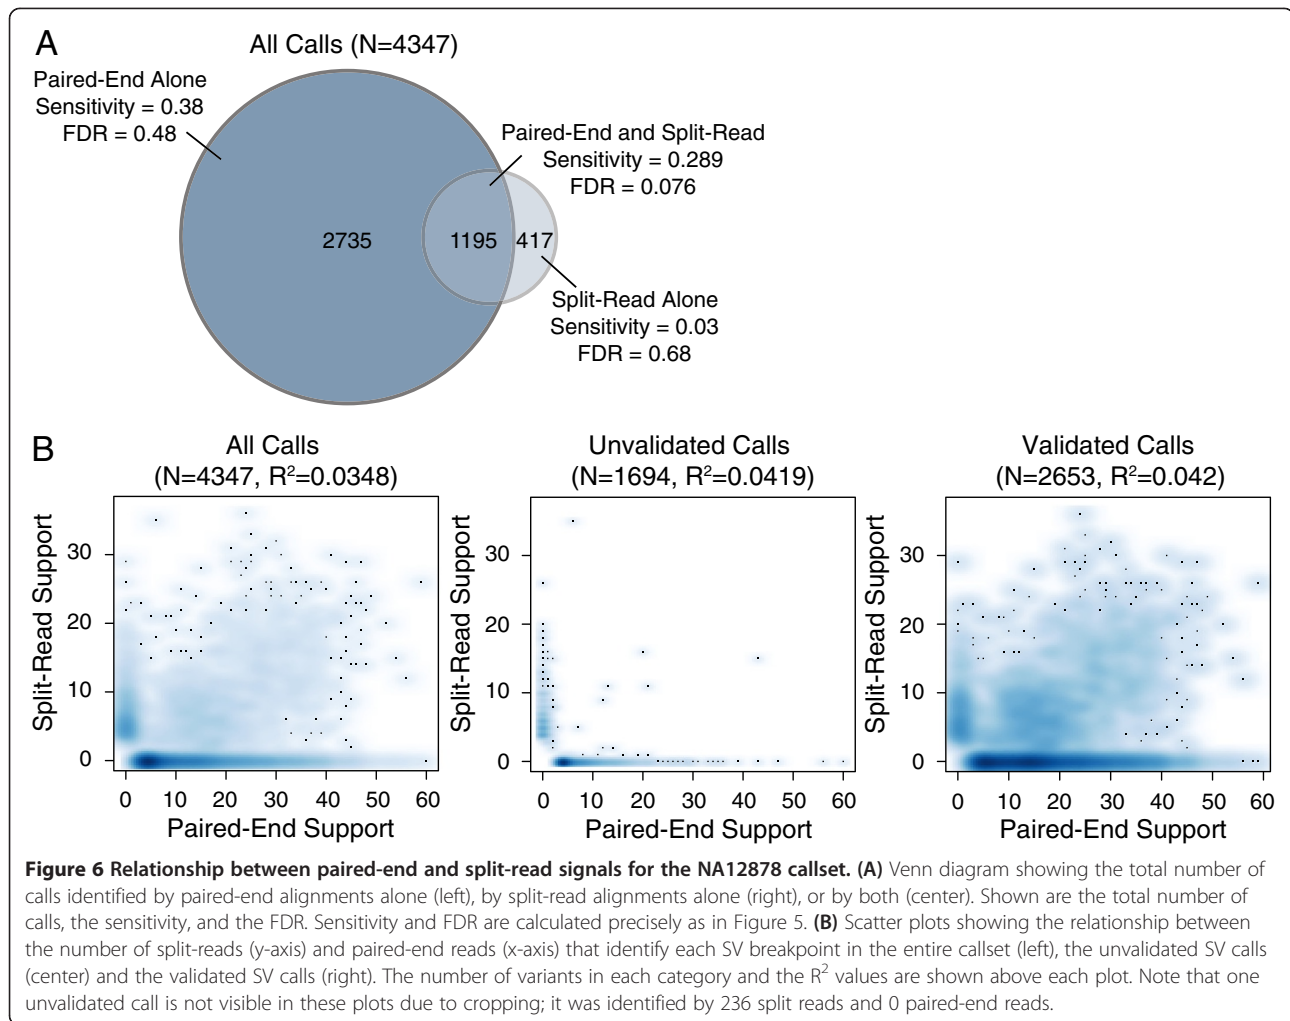 A
All Calls (N=4347)
Paired-End Alone
Sensitivity = 0.38
FDR = 0.48
Paired-End and Split-Read
Sensitivity = 0.289
FDR = 0.076
2735
1195
417
Split-Read Alone
Sensitivity = 0.03
FDR = 0.68
B
All Calls
(N=4347, R²=0.0348)
Split-Read Support
30
20
10
0
0 10 20 30 40 50 60
Paired-End Support
Unvalidated Calls
(N=1694, R²=0.0419)
Split-Read Support
30
20
10
0
0 10 20 30 40 50 60
Paired-End Support
Validated Calls
(N=2653, R²=0.042)
Split-Read Support
30
20
10
0
0 10 20 30 40 50 60
Paired-End Support
Figure 6 Relationship between paired-end and split-read signals for the NA12878 callset. (A) Venn diagram showing the total number of
calls identified by paired-end alignments alone (left), by split-read alignments alone (right), or by both (center). Shown are the total number of
calls, the sensitivity, and the FDR. Sensitivity and FDR are calculated precisely as in Figure 5. (B) Scatter plots showing the relationship between
the number of split-reads (y-axis) and paired-end reads (x-axis) that identify each SV breakpoint in the entire callset (left), the unvalidated SV calls
(center) and the validated SV calls (right). The number of variants in each category and the R² values are shown above each plot. Note that one
unvalidated call is not visible in these plots due to cropping; it was identified by 236 split reads and 0 paired-end reads.